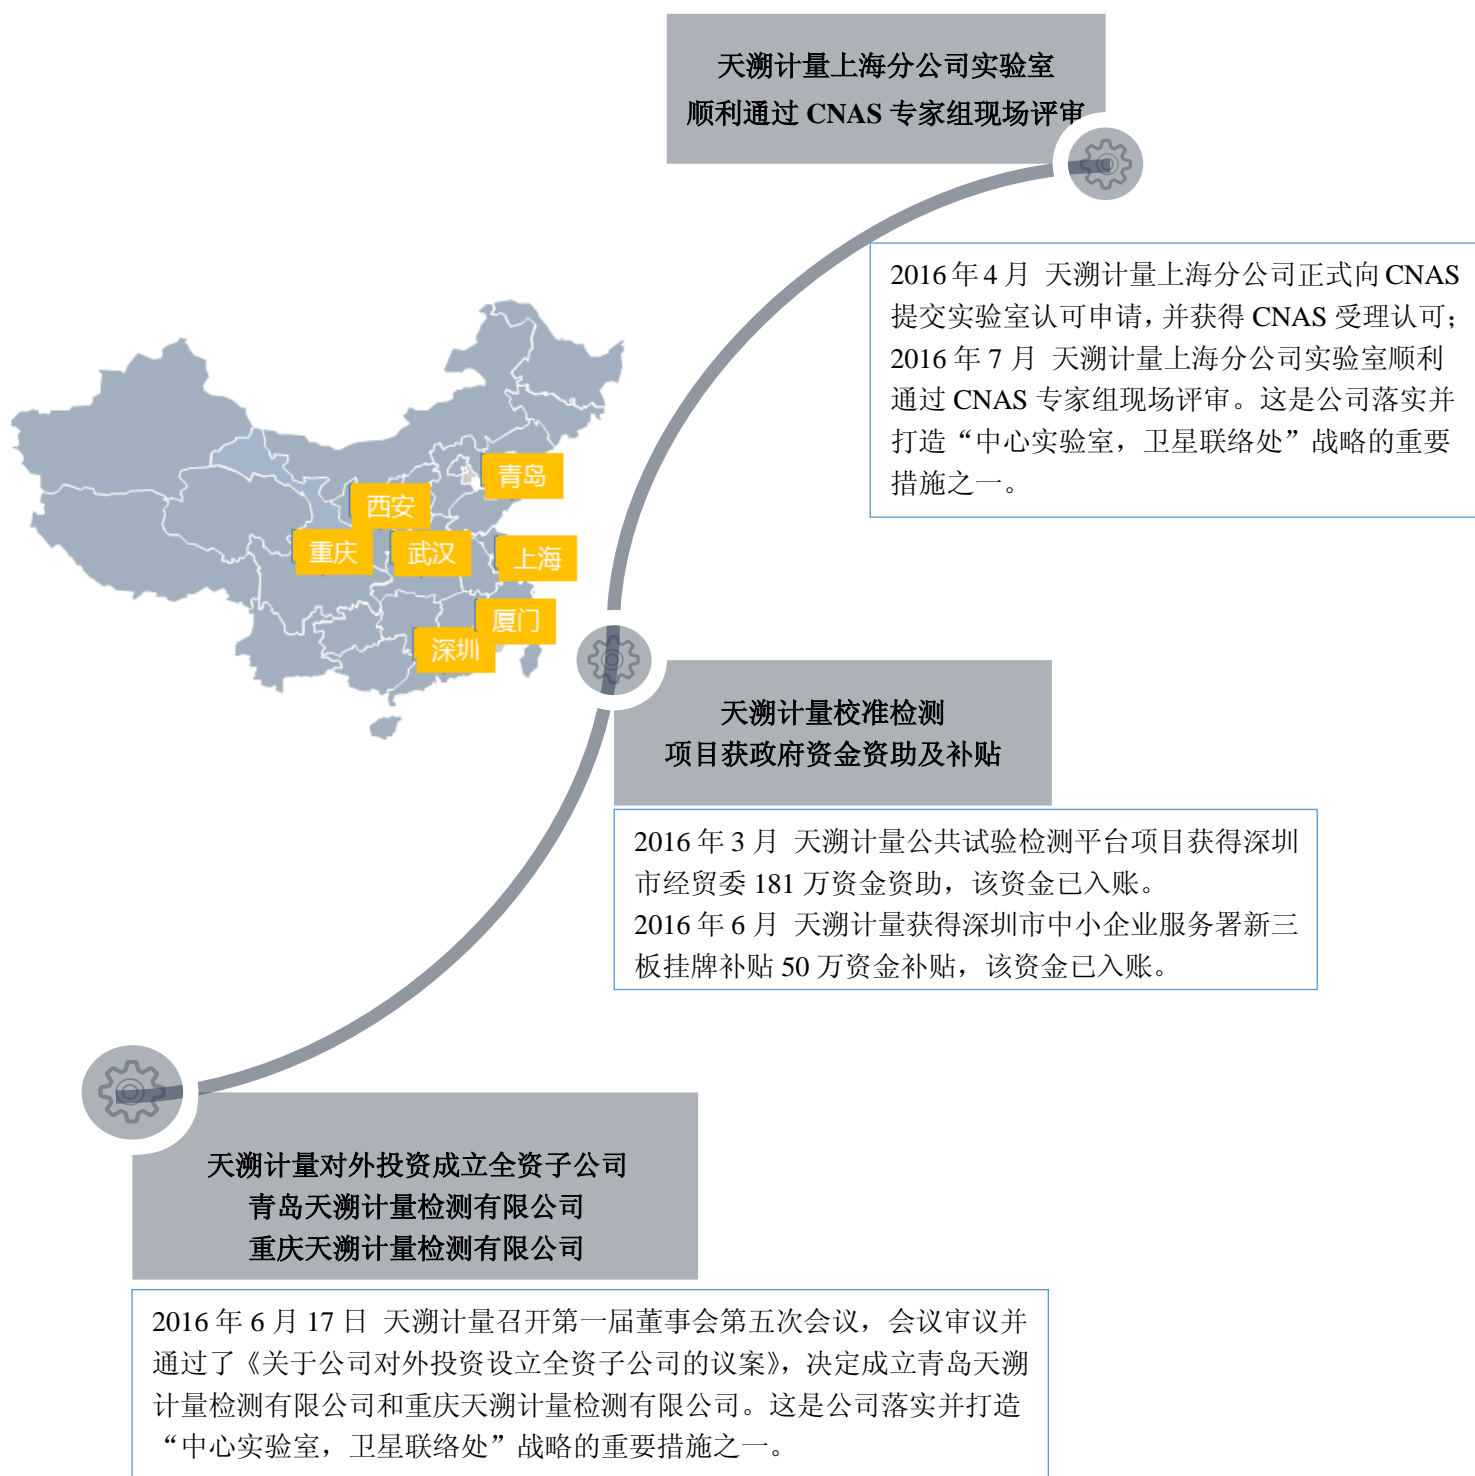 天溯计量上海分公司实验室
顺利通过 CNAS 专家组现场评审
2016 年 4 月 天溯计量上海分公司正式向 CNAS
提交实验室认可申请，并获得 CNAS 受理认可；
2016 年 7 月 天溯计量上海分公司实验室顺利
通过 CNAS 专家组现场评审。这是公司落实并
打造“中心实验室，卫星联络处”战略的重要
措施之一。
青岛
西安
重庆
武汉
上海
厦门
深圳
天溯计量校准检测
项目获政府资金资助及补贴
2016 年 3 月 天溯计量公共试验检测平台项目获得深圳
市经贸委 181 万资金资助，该资金已入账。
2016 年 6 月 天溯计量获得深圳市中小企业服务署新三
板挂牌补贴 50 万资金补贴，该资金已入账。
天溯计量对外投资成立全资子公司
青岛天溯计量检测有限公司
重庆天溯计量检测有限公司
2016 年 6 月 17 日 天溯计量召开第一届董事会第五次会议，会议审议并
通过了《关于公司对外投资设立全资子公司的议案》，决定成立青岛天溯
计量检测有限公司和重庆天溯计量检测有限公司。这是公司落实并打造
“中心实验室，卫星联络处”战略的重要措施之一。